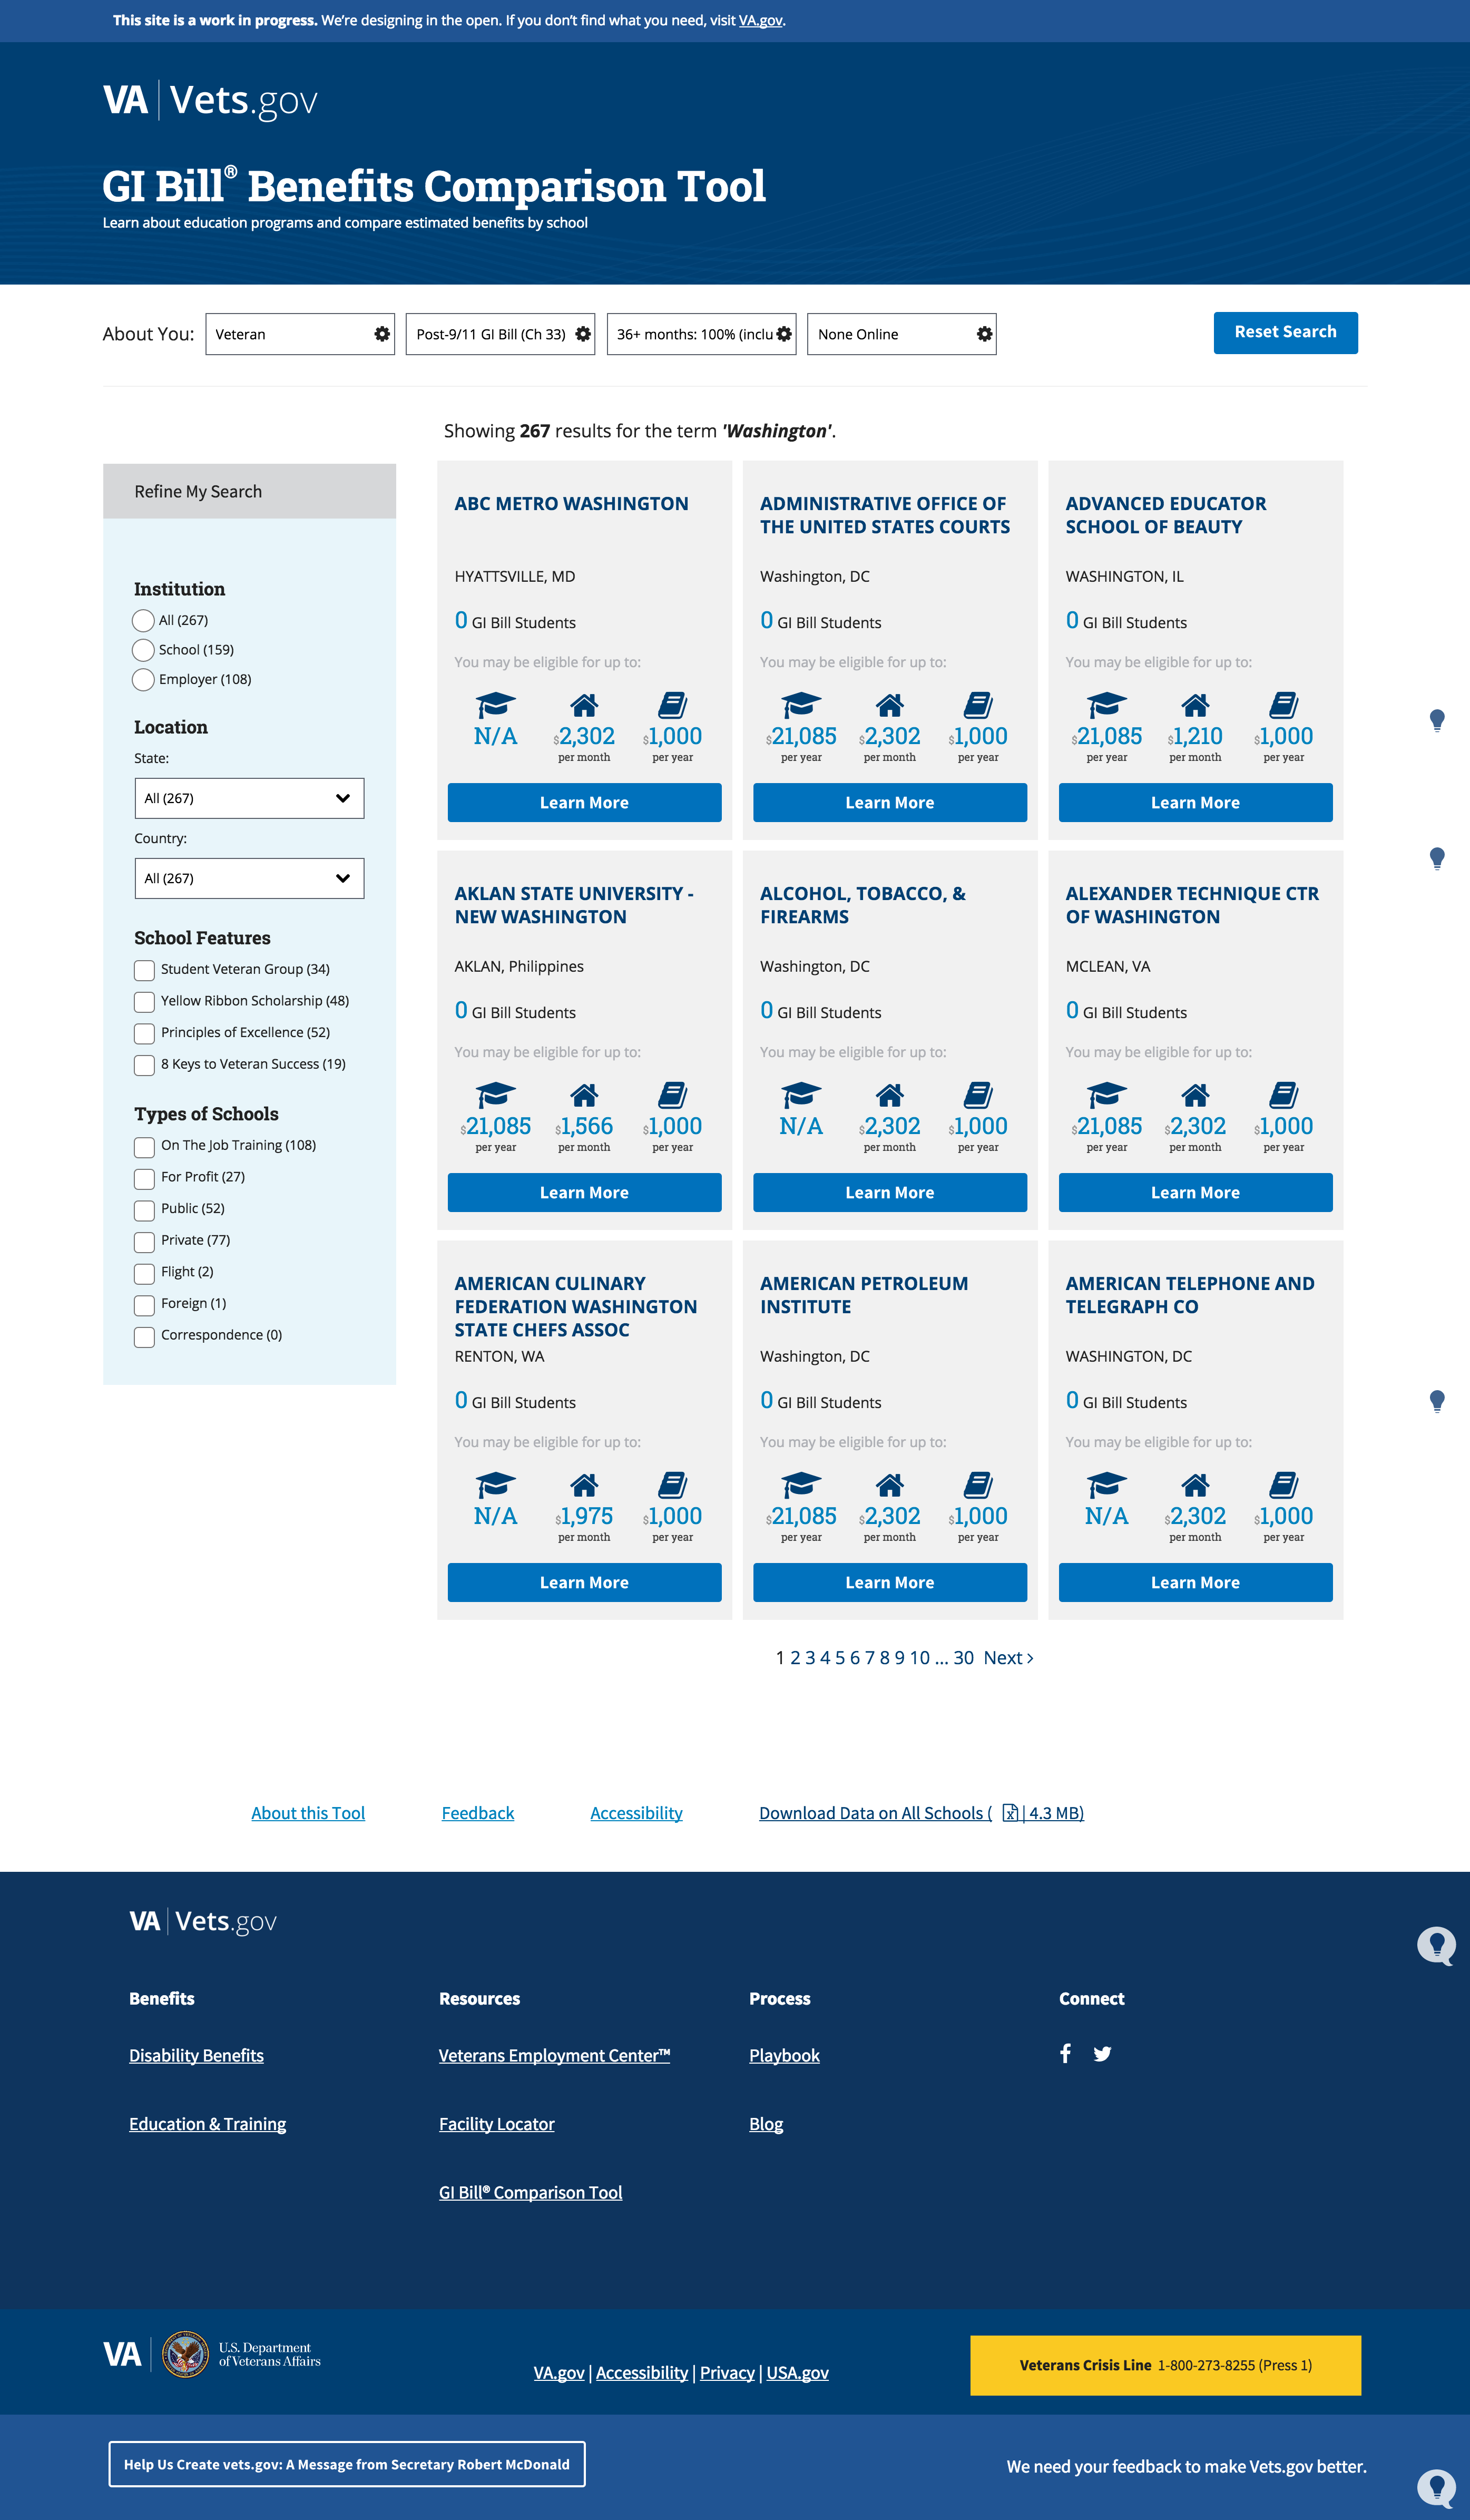 This site is a work in progress. We're designing in the open. If you don't find what you need, visit VA.gov.
VA | Vets.gov
GI Bill® Benefits Comparison Tool
Learn about education programs and compare estimated benefits by school
About You: Veteran Post-9/11 GI Bill (Ch 33) 36+ months: 100% (inclu None Online Reset Search
Showing 267 results for the term 'Washington'.
Refine My Search
Institution
All (267)
School (159)
Employer (108)
Location
State:
All (267)
Country:
All (267)
School Features
Student Veteran Group (34)
Yellow Ribbon Scholarship (48)
Principles of Excellence (52)
8 Keys to Veteran Success (19)
Types of Schools
On The Job Training (108)
For Profit (27)
Public (52)
Private (77)
Flight (2)
Foreign (1)
Correspondence (0)
ABC METRO WASHINGTON
HYATTSVILLE, MD
0 GI Bill Students
You may be eligible for up to:
N/A $2,302 $1,000
per month per year
Learn More
ADMINISTRATIVE OFFICE OF
THE UNITED STATES COURTS
Washington, DC
0 GI Bill Students
You may be eligible for up to:
$21,085 $2,302 $1,000
per year per month per year
Learn More
ADVANCED EDUCATOR
SCHOOL OF BEAUTY
WASHINGTON, IL
0 GI Bill Students
You may be eligible for up to:
$21,085 $1,210 $1,000
per year per month per year
Learn More
AKLAN STATE UNIVERSITY -
NEW WASHINGTON
AKLAN, Philippines
0 GI Bill Students
You may be eligible for up to:
$21,085 $1,566 $1,000
per year per month per year
Learn More
ALCOHOL, TOBACCO, &
FIREARMS
Washington, DC
0 GI Bill Students
You may be eligible for up to:
N/A $2,302 $1,000
per month per year
Learn More
ALEXANDER TECHNIQUE CTR
OF WASHINGTON
MCLEAN, VA
0 GI Bill Students
You may be eligible for up to:
$21,085 $2,302 $1,000
per year per month per year
Learn More
AMERICAN CULINARY
FEDERATION WASHINGTON
STATE CHEFS ASSOC
RENTON, WA
0 GI Bill Students
You may be eligible for up to:
N/A $1,975 $1,000
per month per year
Learn More
AMERICAN PETROLEUM
INSTITUTE
Washington, DC
0 GI Bill Students
You may be eligible for up to:
$21,085 $2,302 $1,000
per year per month per year
Learn More
AMERICAN TELEPHONE AND
TELEGRAPH CO
WASHINGTON, DC
0 GI Bill Students
You may be eligible for up to:
N/A $2,302 $1,000
per month per year
Learn More
1 2 3 4 5 6 7 8 9 10 ... 30 Next >
About this Tool Feedback Accessibility Download Data on All Schools ( | 4.3 MB)
VA | Vets.gov
Benefits
Disability Benefits
Education & Training
Resources
Veterans Employment Center™
Facility Locator
GI Bill® Comparison Tool
Process
Playbook
Blog
Connect
VA
U.S. Department
of Veterans Affairs
VA.gov | Accessibility | Privacy | USA.gov
Veterans Crisis Line 1-800-273-8255 (Press 1)
Help Us Create vets.gov: A Message from Secretary Robert McDonald
We need your feedback to make Vets.gov better.